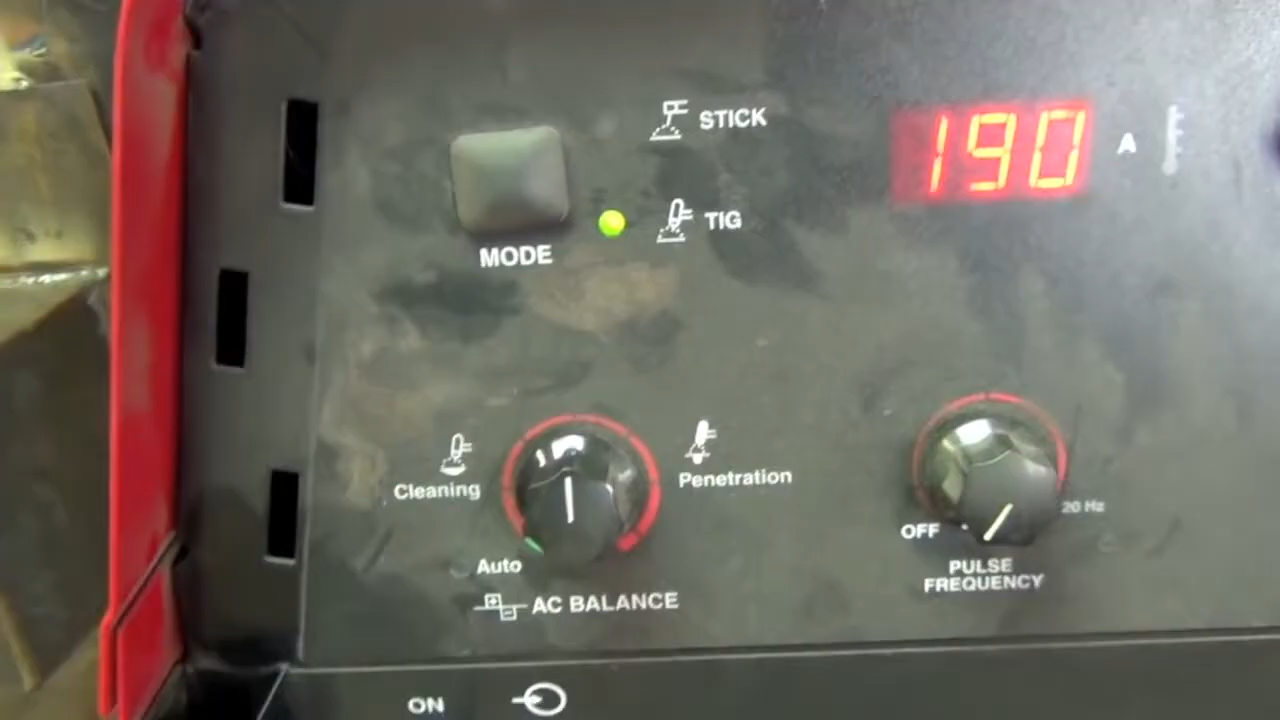 STICK
190 A
TIG
MODE
Cleaning
Penetration
Auto
AC BALANCE
OFF
20 Hz
PULSE
FREQUENCY
ON